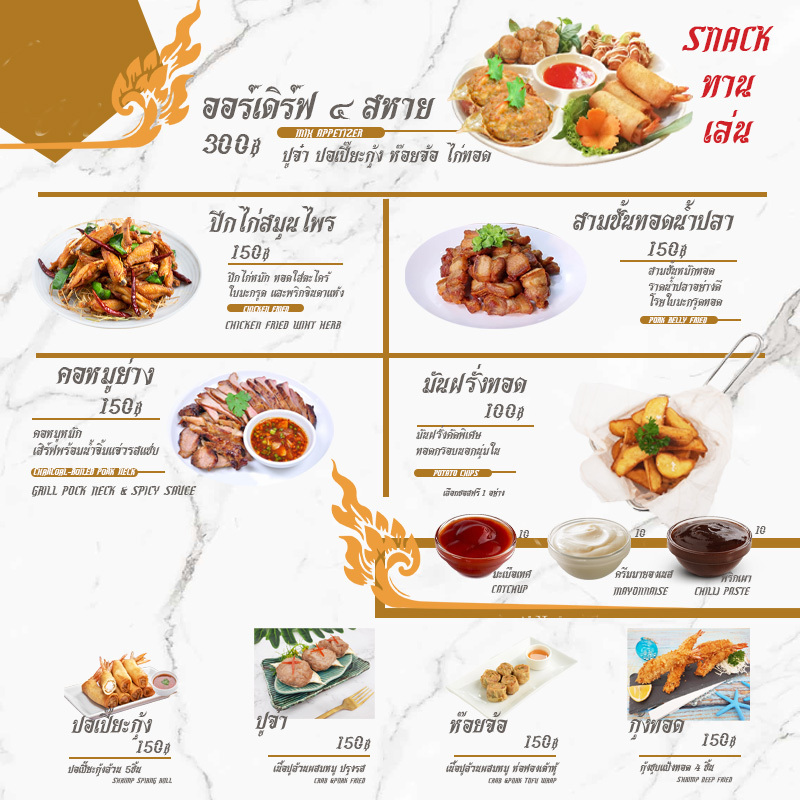 SNACK
ทาน
เล่น
ออร์เดิร์ฟ ๔ สหาย
300฿
MIX APPETIZER
ปูจ๋า ปอเปี๊ยะกุ้ง ห้อยจ้อ ไก่ทอด
ปีกไก่สมุนไพร
150฿
ปีกไก่หมัก ทอดใส่ตะไคร้
ใบมะกรูด และพริกจินดาแห้ง
CHICKEN FRIED
CHICKEN FRIED WIHT HERB
สามชั้นทอดน้ำปลา
150฿
สามชั้นหมักทอด
ราดน้ำปลาอย่างดี
โรยใบมะกรูดทอด
PORK BELLY FRIED
คอหมูย่าง
150฿
คอหมูหมัก
เสิร์ฟพร้อมน้ำจิ้มแจ่วรสแซ่บ
CHARCOAL-BOILED PORK NECK
GRILL POCK NECK & SPICY SAUCE
มันฝรั่งทอด
100฿
มันฝรั่งคัดพิเศษ
ทอดกรอบนอกนุ่มใน
POTATO CHIPS
เลือกซอสฟรี 1 อย่าง
10
มะเขือเทศ
CATCHUP
10
ครีมมายองเนส
MAYONNAISE
10
พริกเผา
CHILLI PASTE
ปอเปี๊ยะกุ้ง
150฿
ปอเปี๊ยะกุ้งล้วน 5ชิ้น
SHRIMP SPRING ROLL
ปูจ๋า
150฿
เนื้อปูล้วนผสมหมู ปรุงรส
CRAB &PORK FRIED
ห้อยจ้อ
150฿
เนื้อปูล้วนผสมหมู ห่อฟองเต้าหู้
CRAB &PORK TOFU WRAP
กุ้งทอด
150฿
กุ้งชุบแป้งทอด 4 ชิ้น
SHRIMP DEEP FRIED